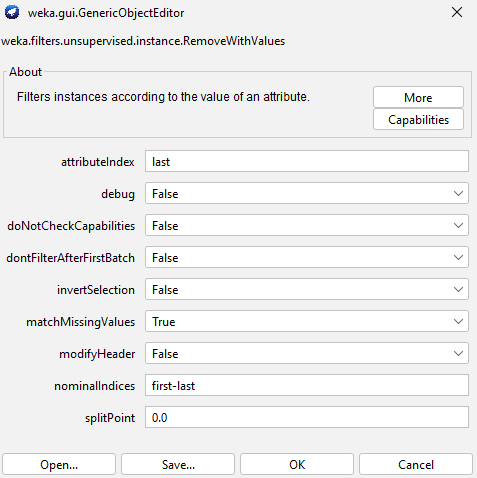 weka.gui.GenericObjectEditor
weka.filters.unsupervised.instance.RemoveWithValues
About
Filters instances according to the value of an attribute.
More
Capabilities
attributeIndex last
debug False
doNotCheckCapabilities False
dontFilterAfterFirstBatch False
invertSelection False
matchMissingValues True
modifyHeader False
nominalIndices first-last
splitPoint 0.0
Open... Save... OK Cancel